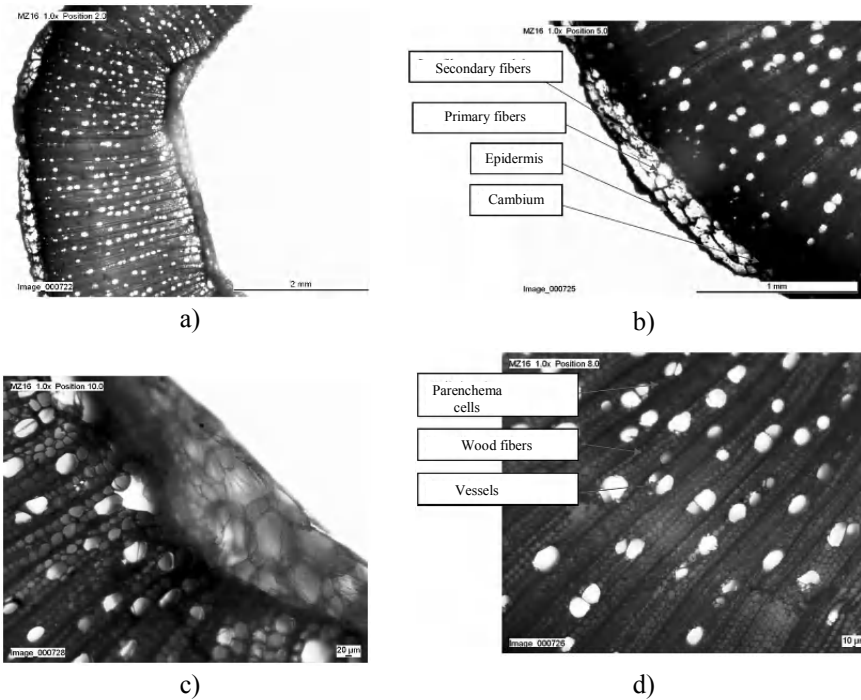 MZ16 1.0x Position 2.0
Image_000722
2 mm
a)
MZ16 1.0x Position 5.0
Secondary fibers
Primary fibers
Epidermis
Cambium
Image_000725
1 mm
b)
MZ16 1.0x Position 10.0
Image_000728
20 µm
c)
MZ16 1.0x Position 8.0
Parenchema
cells
Wood fibers
Vessels
Image_000726
10 µm
d)